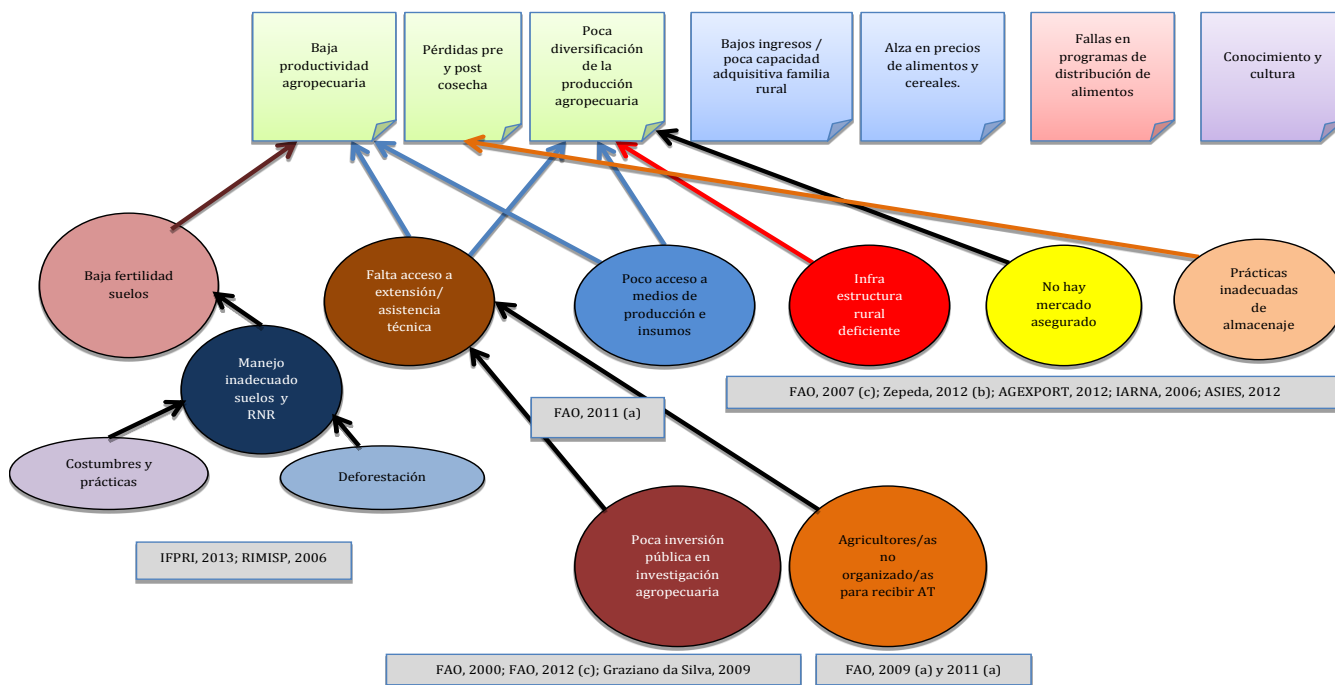 Baja
productividad
agropecuaria
Pérdidas pre
y post
cosecha
Poca
diversificación
de la
producción
agropecuaria
Bajos ingresos /
poca capacidad
adquisitiva familia
rural
Alza en precios
de alimentos y
cereales.
Fallas en
programas de
distribución de
alimentos
Conocimiento y
cultura
Baja fertilidad
suelos
Falta acceso a
extensión/
asistencia
técnica
Poco acceso a
medios de
producción e
insumos
Infra
estructura
rural
deficiente
No hay
mercado
asegurado
Prácticas
inadecuadas
de
almacenaje
Manejo
inadecuado
suelos y
RNR
FAO, 2007 (c); Zepeda, 2012 (b); AGEXPORT, 2012; IARNA, 2006; ASIES, 2012
FAO, 2011 (a)
Costumbres y
prácticas
Deforestación
IFPRI, 2013; RIMISP, 2006
Poca inversión
pública en
investigación
agropecuaria
Agricultores/as
no
organizado/as
para recibir AT
FAO, 2000; FAO, 2012 (c); Graziano da Silva, 2009
FAO, 2009 (a) y 2011 (a)